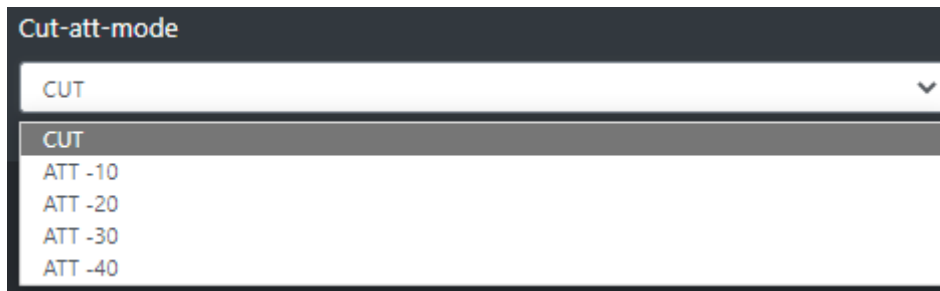 Cut-att-mode
CUT
CUT
ATT -10
ATT -20
ATT -30
ATT -40